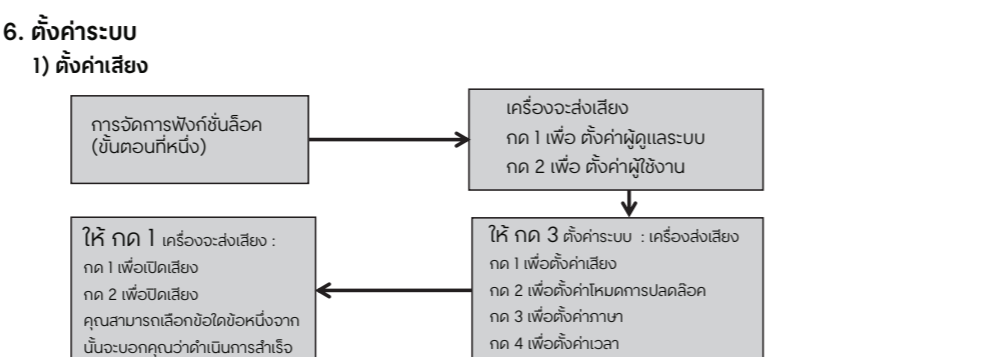 6. ตั้งค่าระบบ
1) ตั้งค่าเสียง
การจัดการฟังก์ชั่นล็อค
(ขั้นตอนที่หนึ่ง)
เครื่องจะส่งเสียง
กด 1 เพื่อ ตั้งค่าผู้ดูแลระบบ
กด 2 เพื่อ ตั้งค่าผู้ใช้งาน
ให้ กด 3 ตั้งค่าระบบ : เครื่องส่งเสียง
กด 1 เพื่อตั้งค่าเสียง
กด 2 เพื่อตั้งค่าโหมดการปลดล๊อค
กด 3 เพื่อตั้งค่าภาษา
กด 4 เพื่อตั้งค่าเวลา
ให้ กด 1 เครื่องจะส่งเสียง :
กด 1 เพื่อเปิดเสียง
กด 2 เพื่อปิดเสียง
คุณสามารถเลือกข้อใดข้อหนึ่งจาก
นั้นจะบอกคุณว่าดำเนินการสำเร็จ